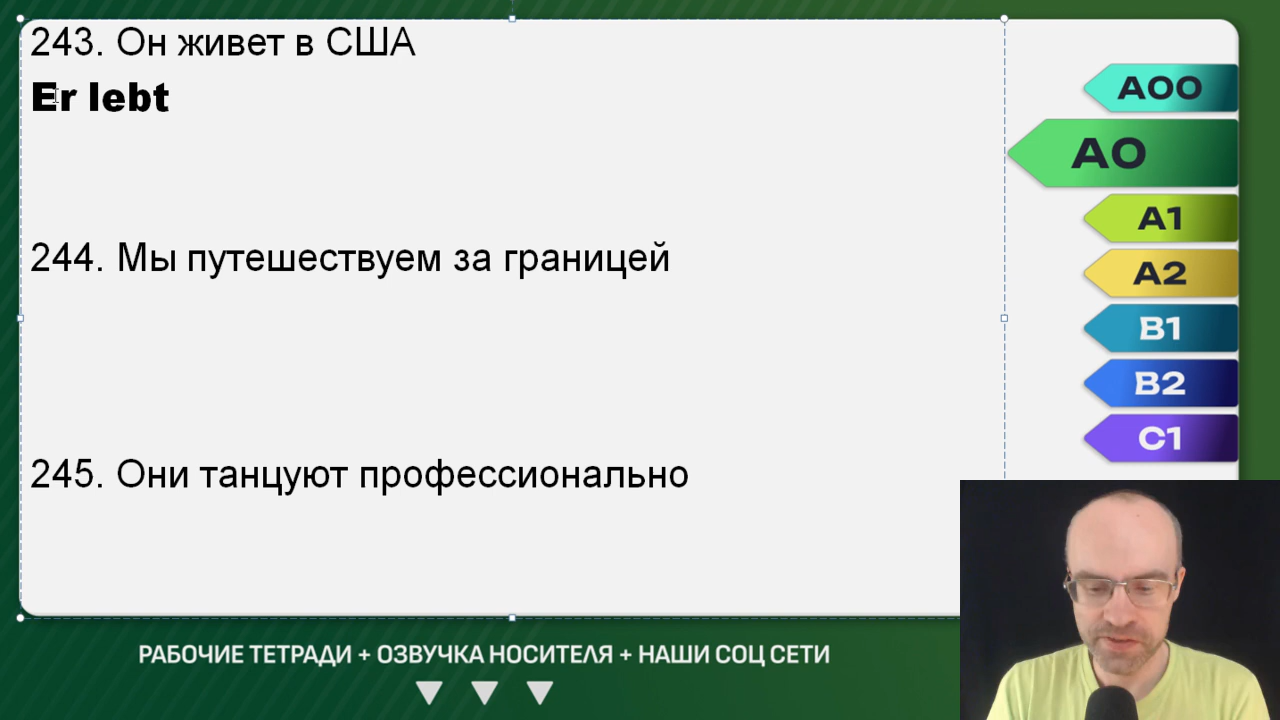 243. Он живет в США
Er lebt
244. Мы путешествуем за границей
245. Они танцуют профессионально
A00
A0
A1
A2
B1
B2
C1
РАБОЧИЕ ТЕТРАДИ + ОЗВУЧКА НОСИТЕЛЯ + НАШИ СОЦ СЕТИ